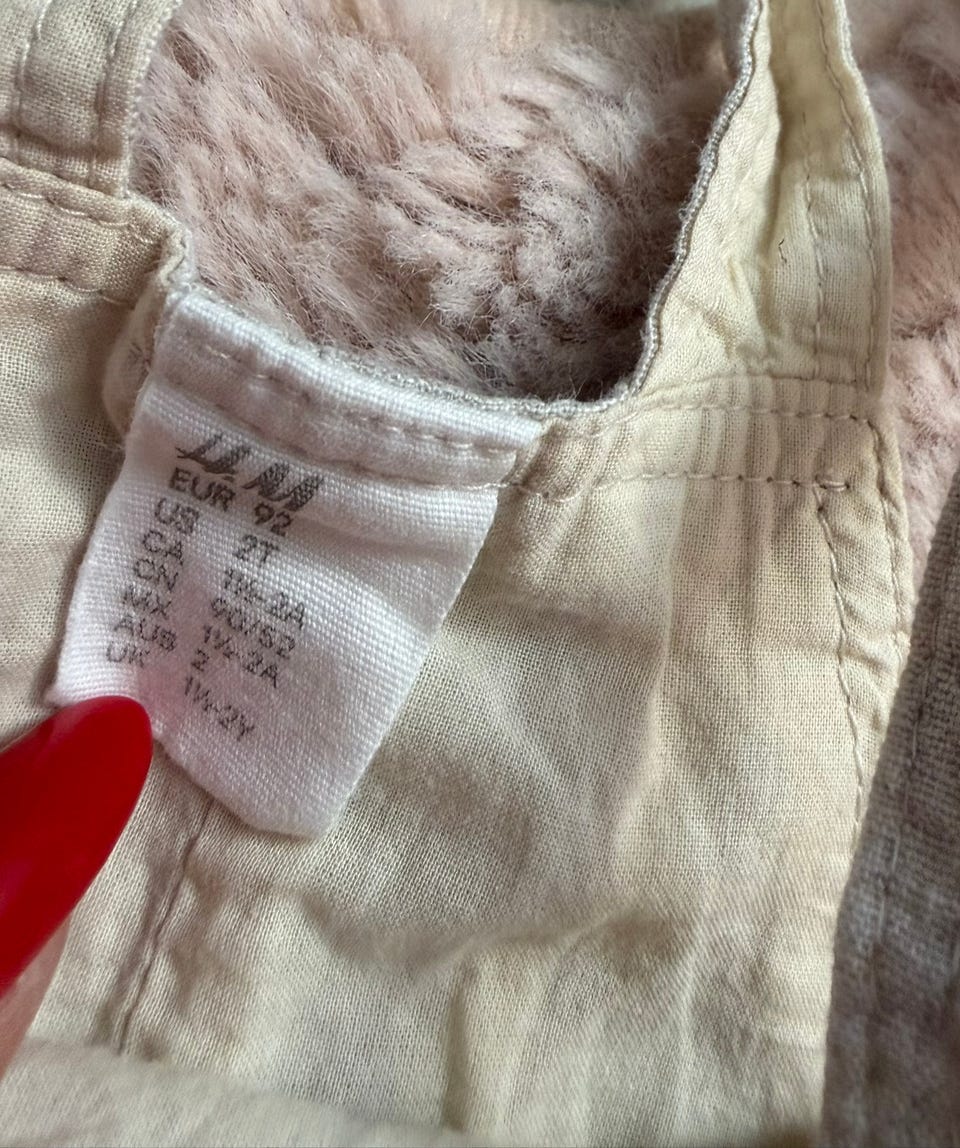 H&M
EUR 92
US 2T
CA 1½-2A
CN 90/52
MX 1½-2A
AUS 2
UK 1½-2Y